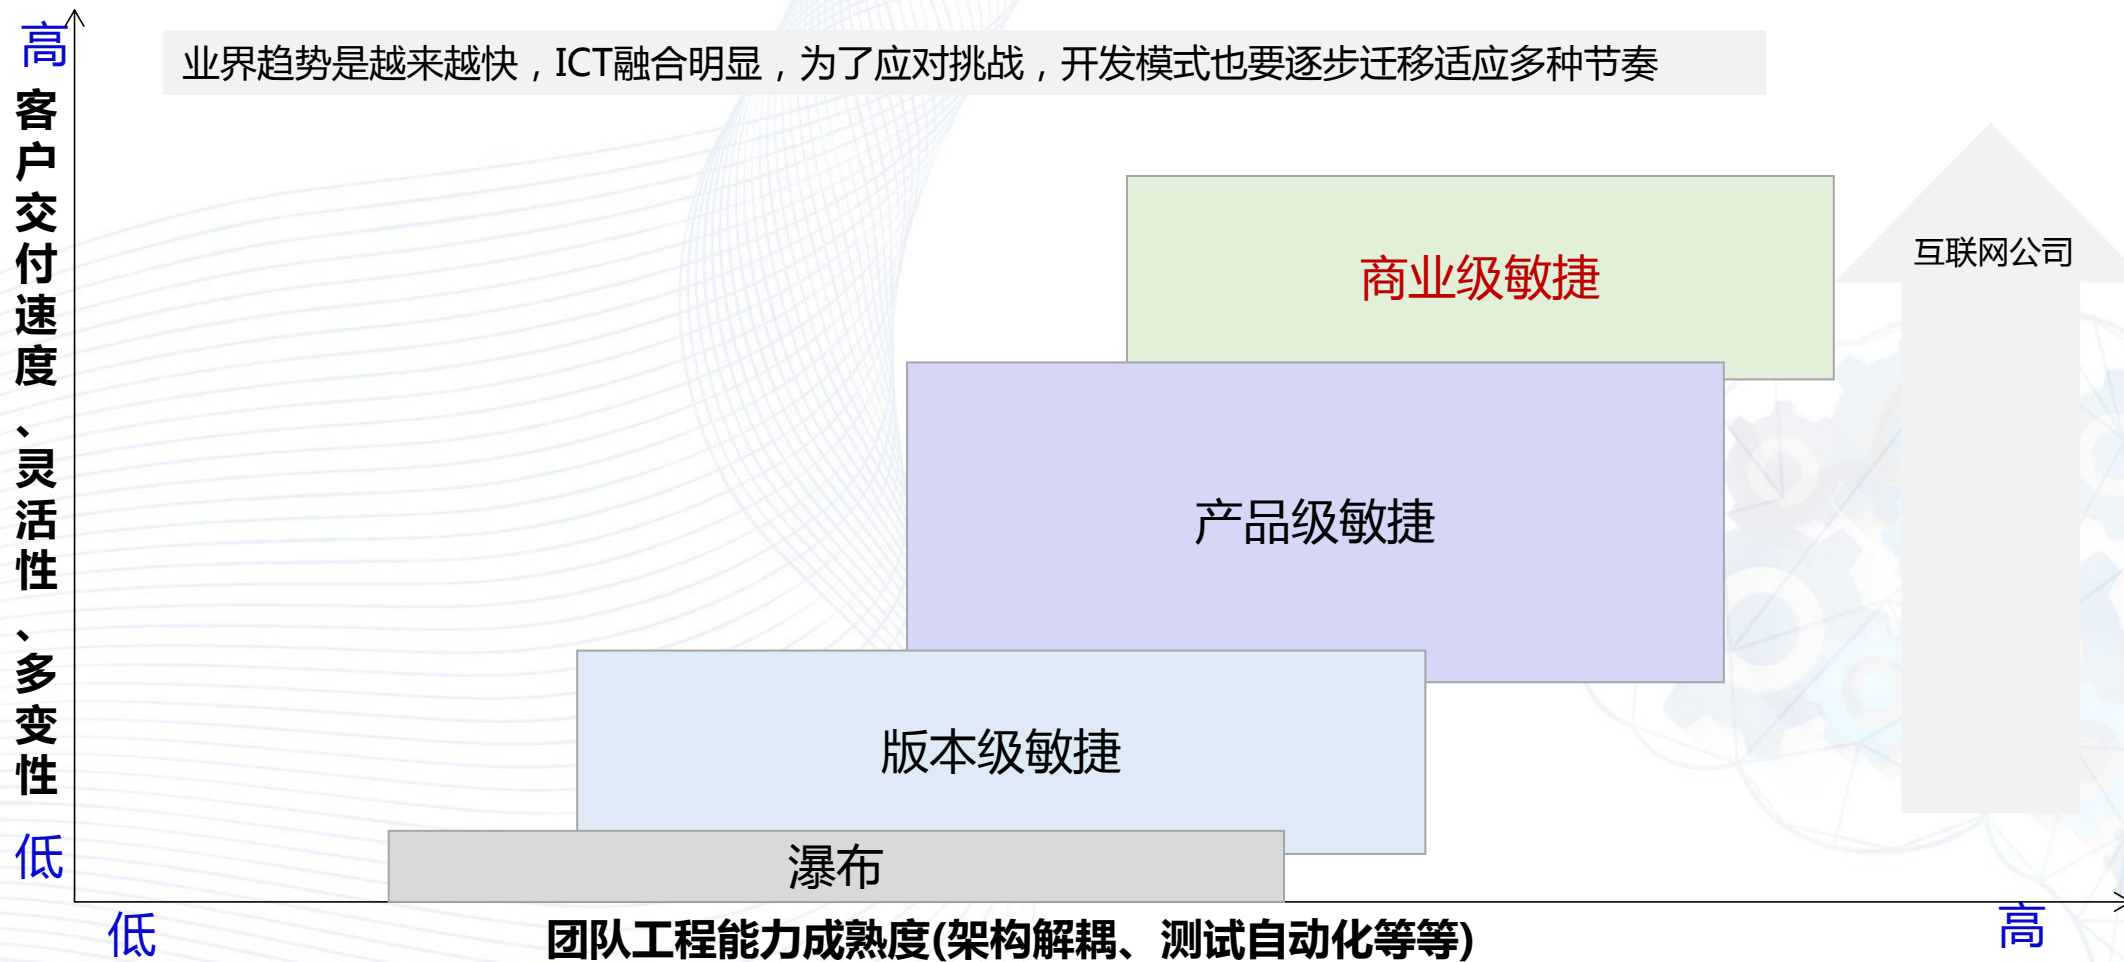 高
业界趋势是越来越快，ICT融合明显，为了应对挑战，开发模式也要逐步迁移适应多种节奏
客户交付速度、灵活性、多变性
商业级敏捷
互联网公司
产品级敏捷
版本级敏捷
低
瀑布
低
团队工程能力成熟度(架构解耦、测试自动化等等)
高